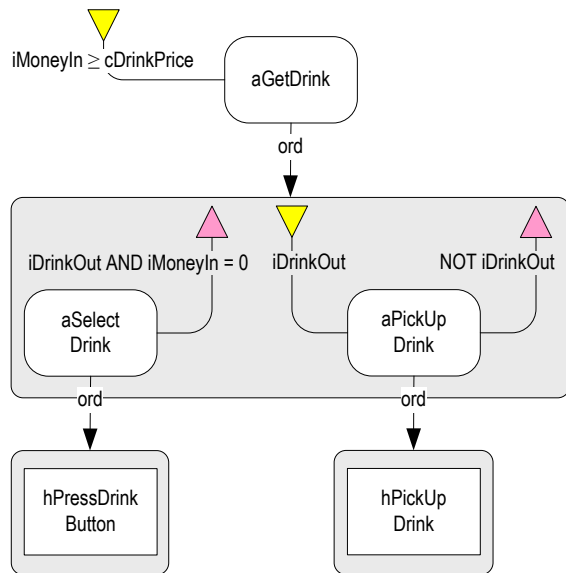 iMoneyIn ≥ cDrinkPrice
aGetDrink
ord
iDrinkOut AND iMoneyIn = 0
iDrinkOut
NOT iDrinkOut
aSelect
Drink
aPickUp
Drink
ord
ord
hPressDrink
Button
hPickUp
Drink